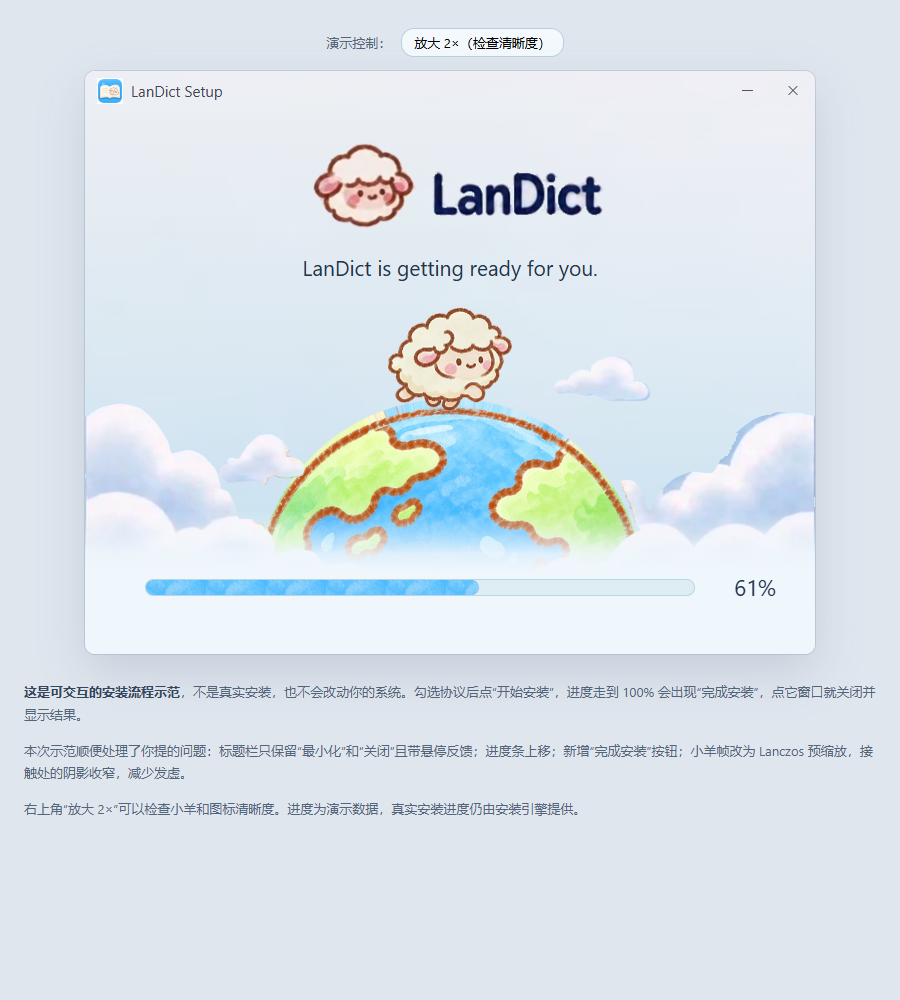 演示控制：
放大 2×（检查清晰度）
LanDict Setup
LanDict
LanDict is getting ready for you.
61%
这是可交互的安装流程示范，不是真实安装，也不会改动你的系统。勾选协议后点“开始安装”，进度走到 100% 会出现“完成安装”，点它窗口就关闭并
显示结果。
本次示范顺便处理了你提的问题：标题栏只保留“最小化”和“关闭”且带悬停反馈；进度条上移；新增“完成安装”按钮；小羊帧改为 Lanczos 预缩放，接
触处的阴影收窄，减少发虚。
右上角“放大 2×”可以检查小羊和图标清晰度。进度为演示数据，真实安装进度仍由安装引擎提供。